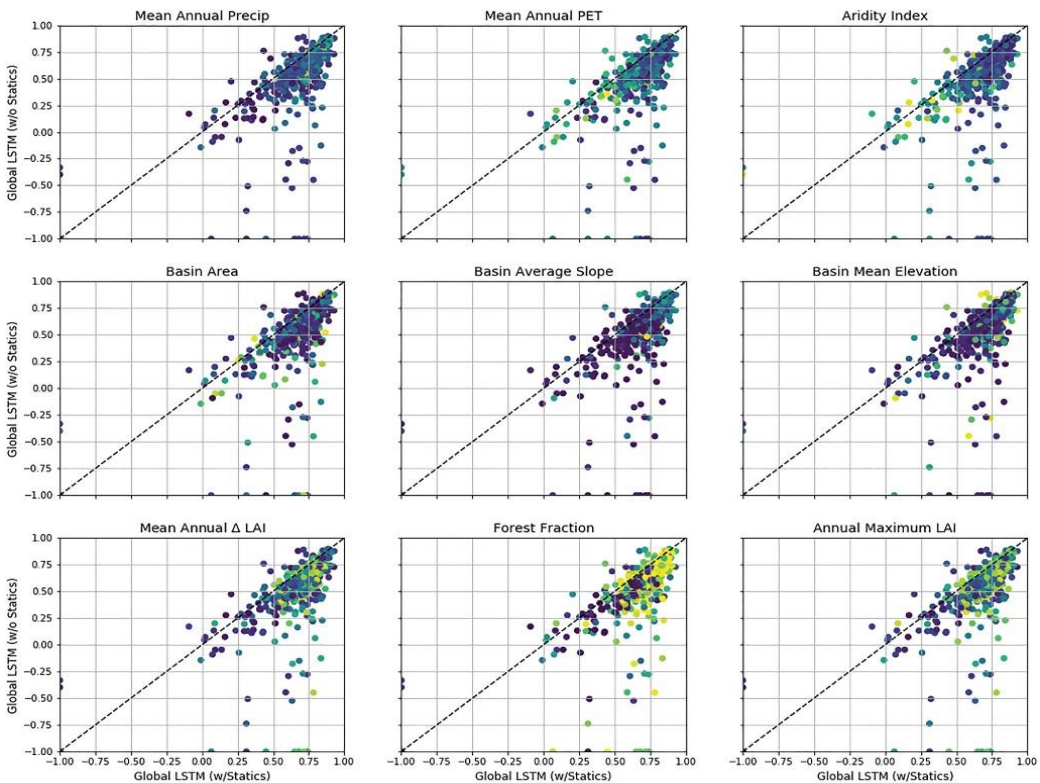 Mean Annual Precip
Mean Annual PET
Aridity Index
1.00
0.75
0.50
0.25
0.00
−0.25
−0.50
−0.75
−1.00
Global LSTM (w/o Statics)
Basin Area
Basin Average Slope
Basin Mean Elevation
1.00
0.75
0.50
0.25
0.00
−0.25
−0.50
−0.75
−1.00
Global LSTM (w/o Statics)
Mean Annual Δ LAI
Forest Fraction
Annual Maximum LAI
1.00
0.75
0.50
0.25
0.00
−0.25
−0.50
−0.75
−1.00
Global LSTM (w/o Statics)
−1.00 −0.75 −0.50 −0.25 0.00 0.25 0.50 0.75 1.00
−1.00 −0.75 −0.50 −0.25 0.00 0.25 0.50 0.75 1.00
−1.00 −0.75 −0.50 −0.25 0.00 0.25 0.50 0.75 1.00
Global LSTM (w/Statics)
Global LSTM (w/Statics)
Global LSTM (w/Statics)